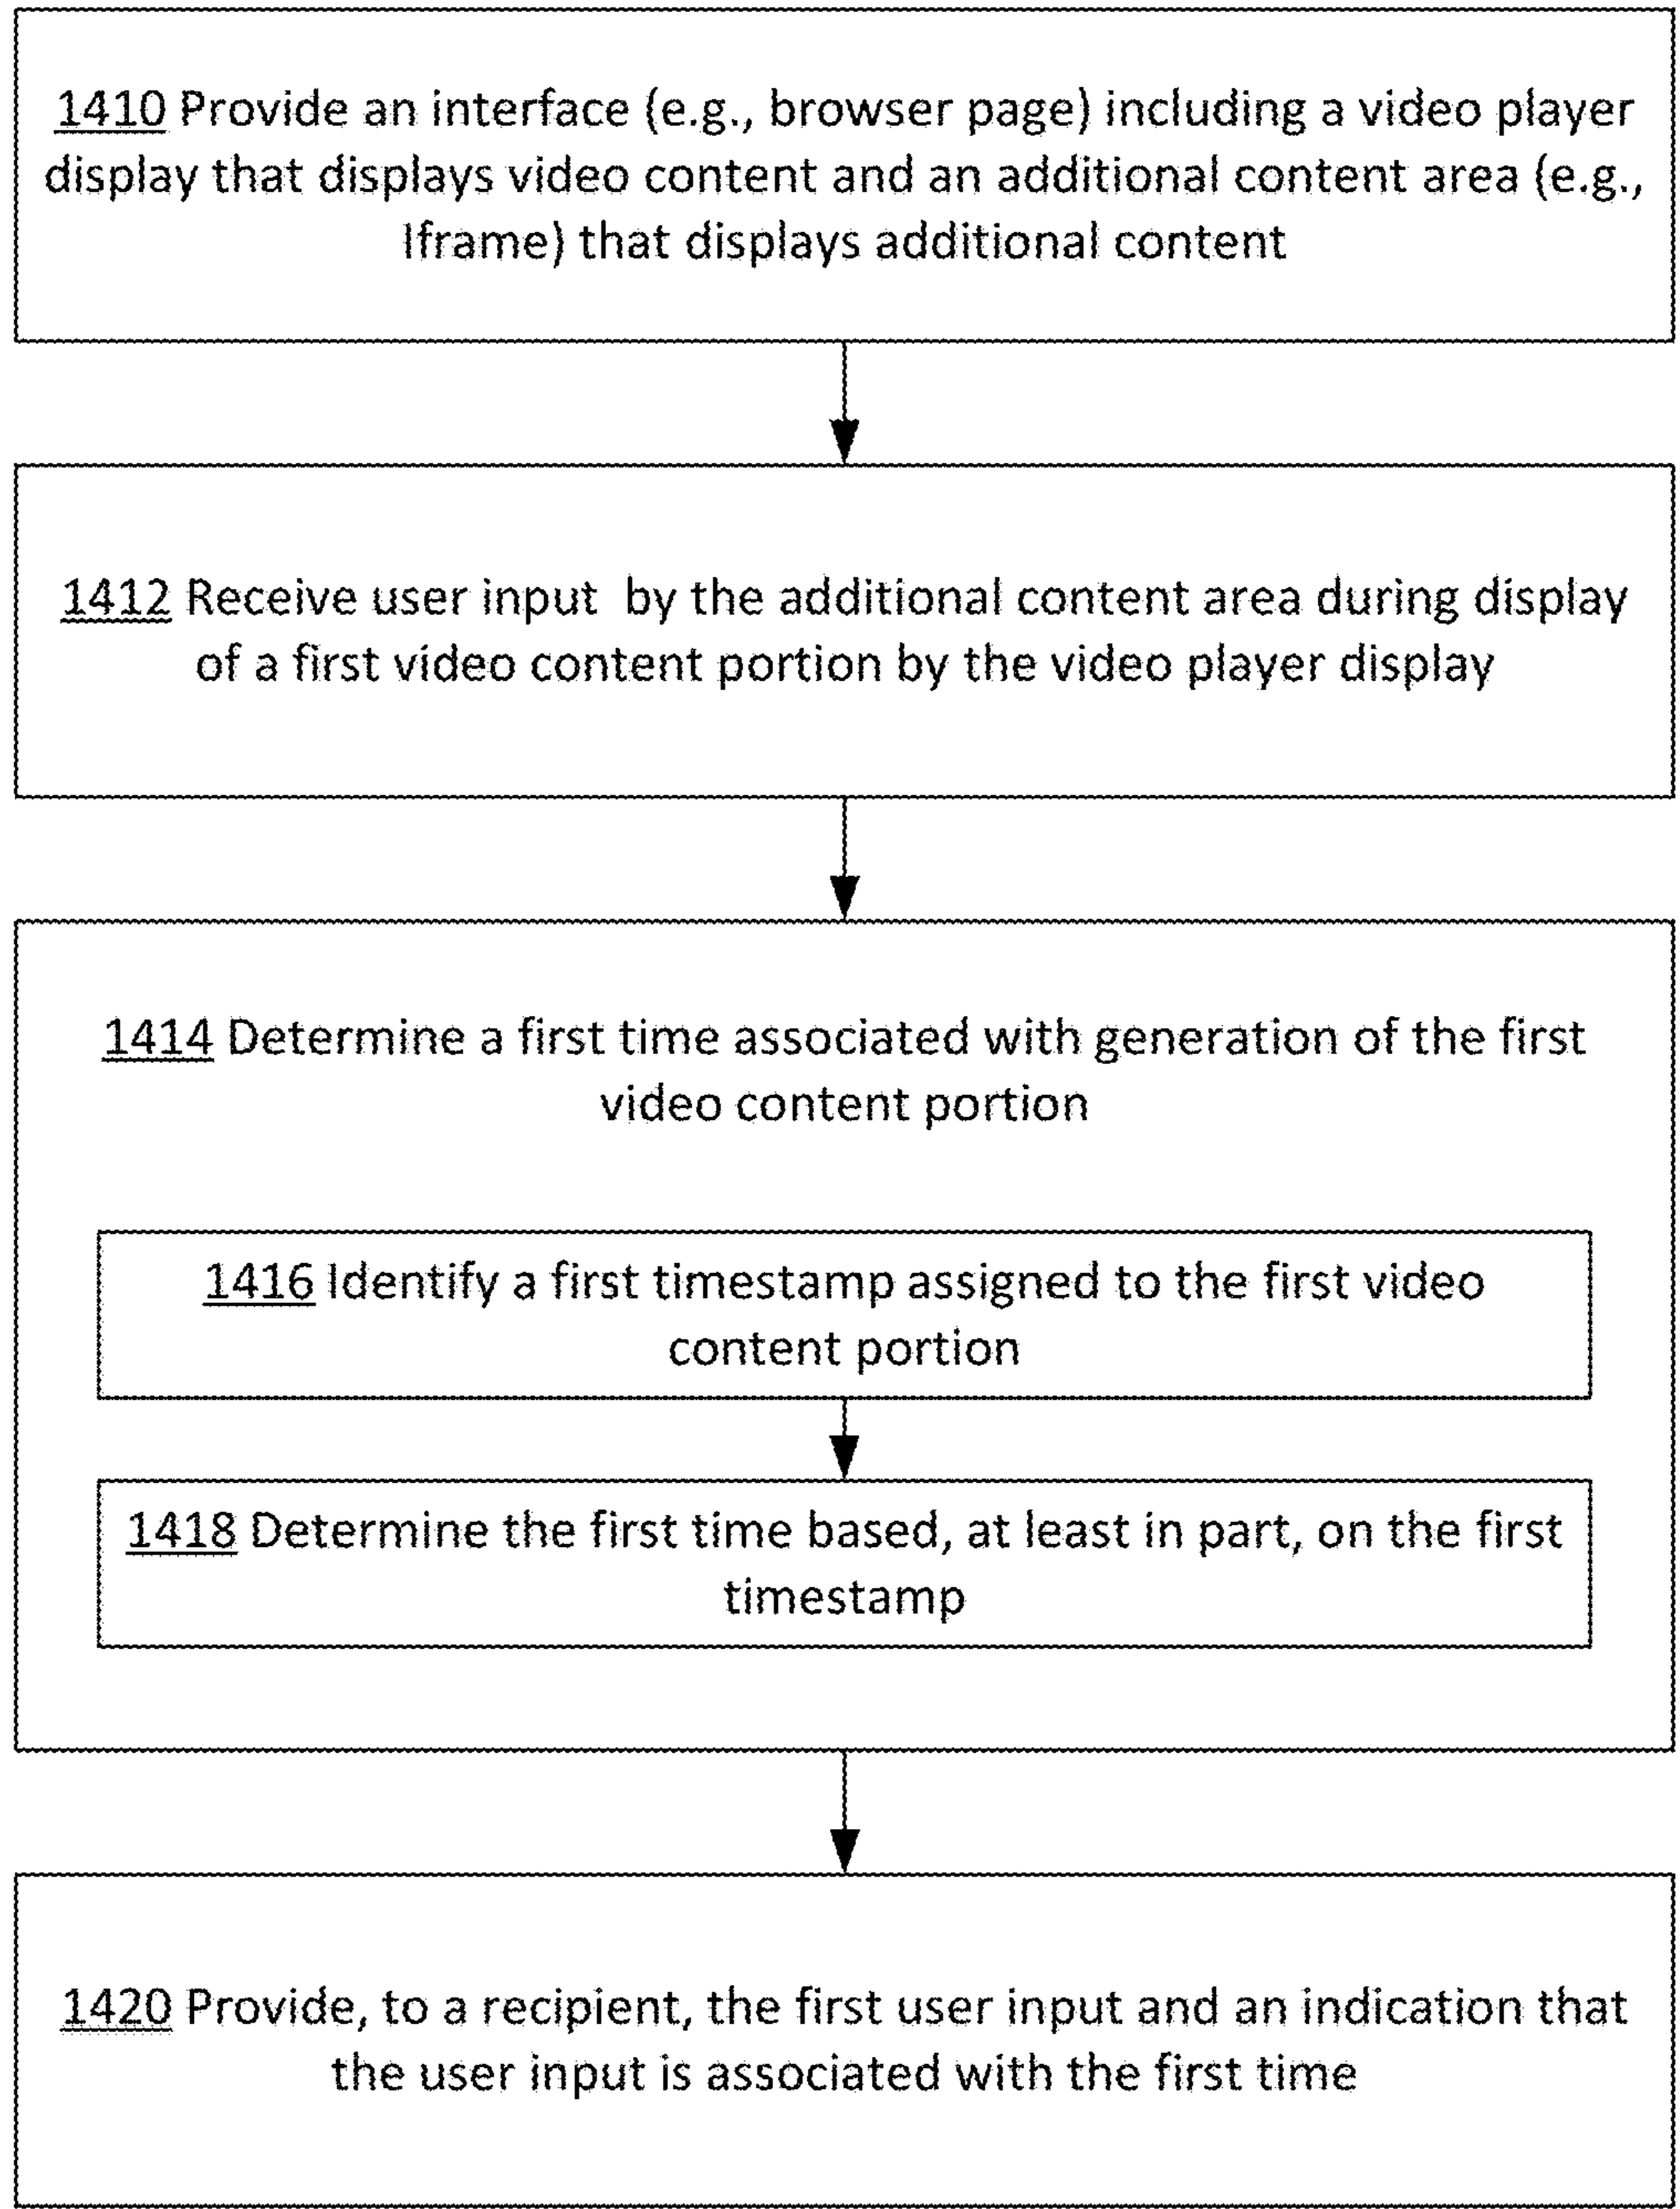 1410 Provide an interface (e.g., browser page) including a video player
display that displays video content and an additional content area (e.g.,
Iframe) that displays additional content
1412 Receive user input by the additional content area during display
of a first video content portion by the video player display
1414 Determine a first time associated with generation of the first
video content portion
1416 Identify a first timestamp assigned to the first video
content portion
1418 Determine the first time based, at least in part, on the first
timestamp
1420 Provide, to a recipient, the first user input and an indication that
the user input is associated with the first time